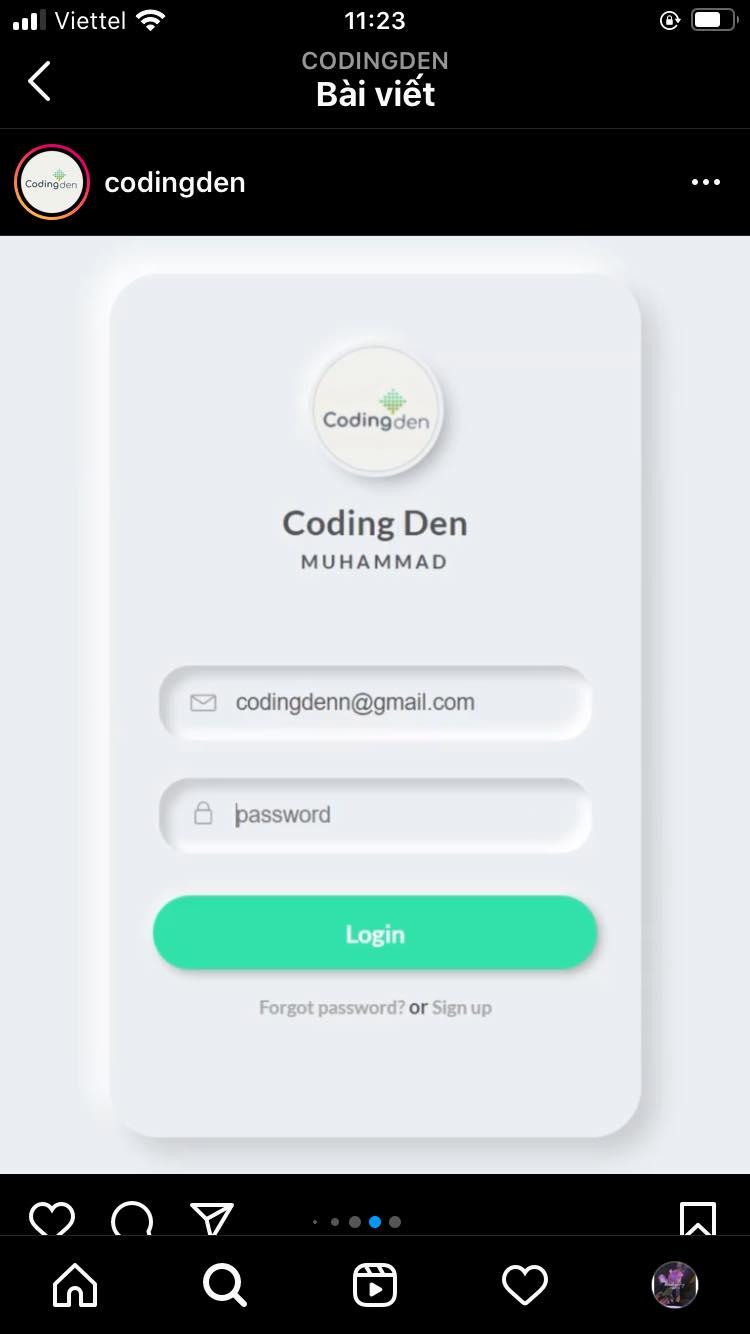 Viettel 11:23
CODINGDEN
Bài viết
Codingden codingden
Codingden
Coding Den
MUHAMMAD
codingdenn@gmail.com
password
Login
Forgot password? or Sign up